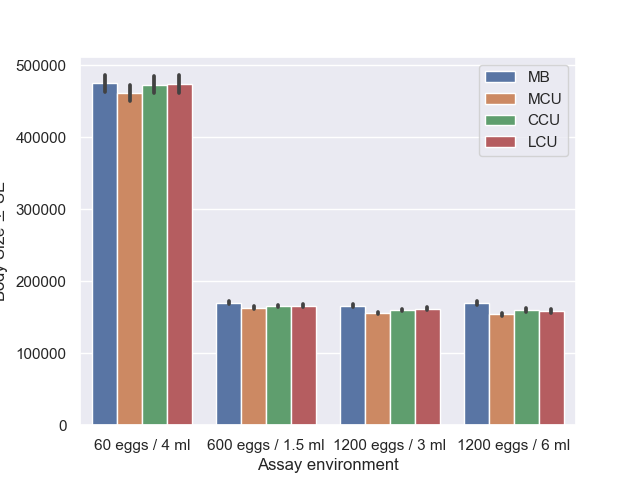 500000
400000
300000
200000
100000
0
MB
MCU
CCU
LCU
60 eggs / 4 ml
600 eggs / 1.5 ml
1200 eggs / 3 ml
1200 eggs / 6 ml
Assay environment